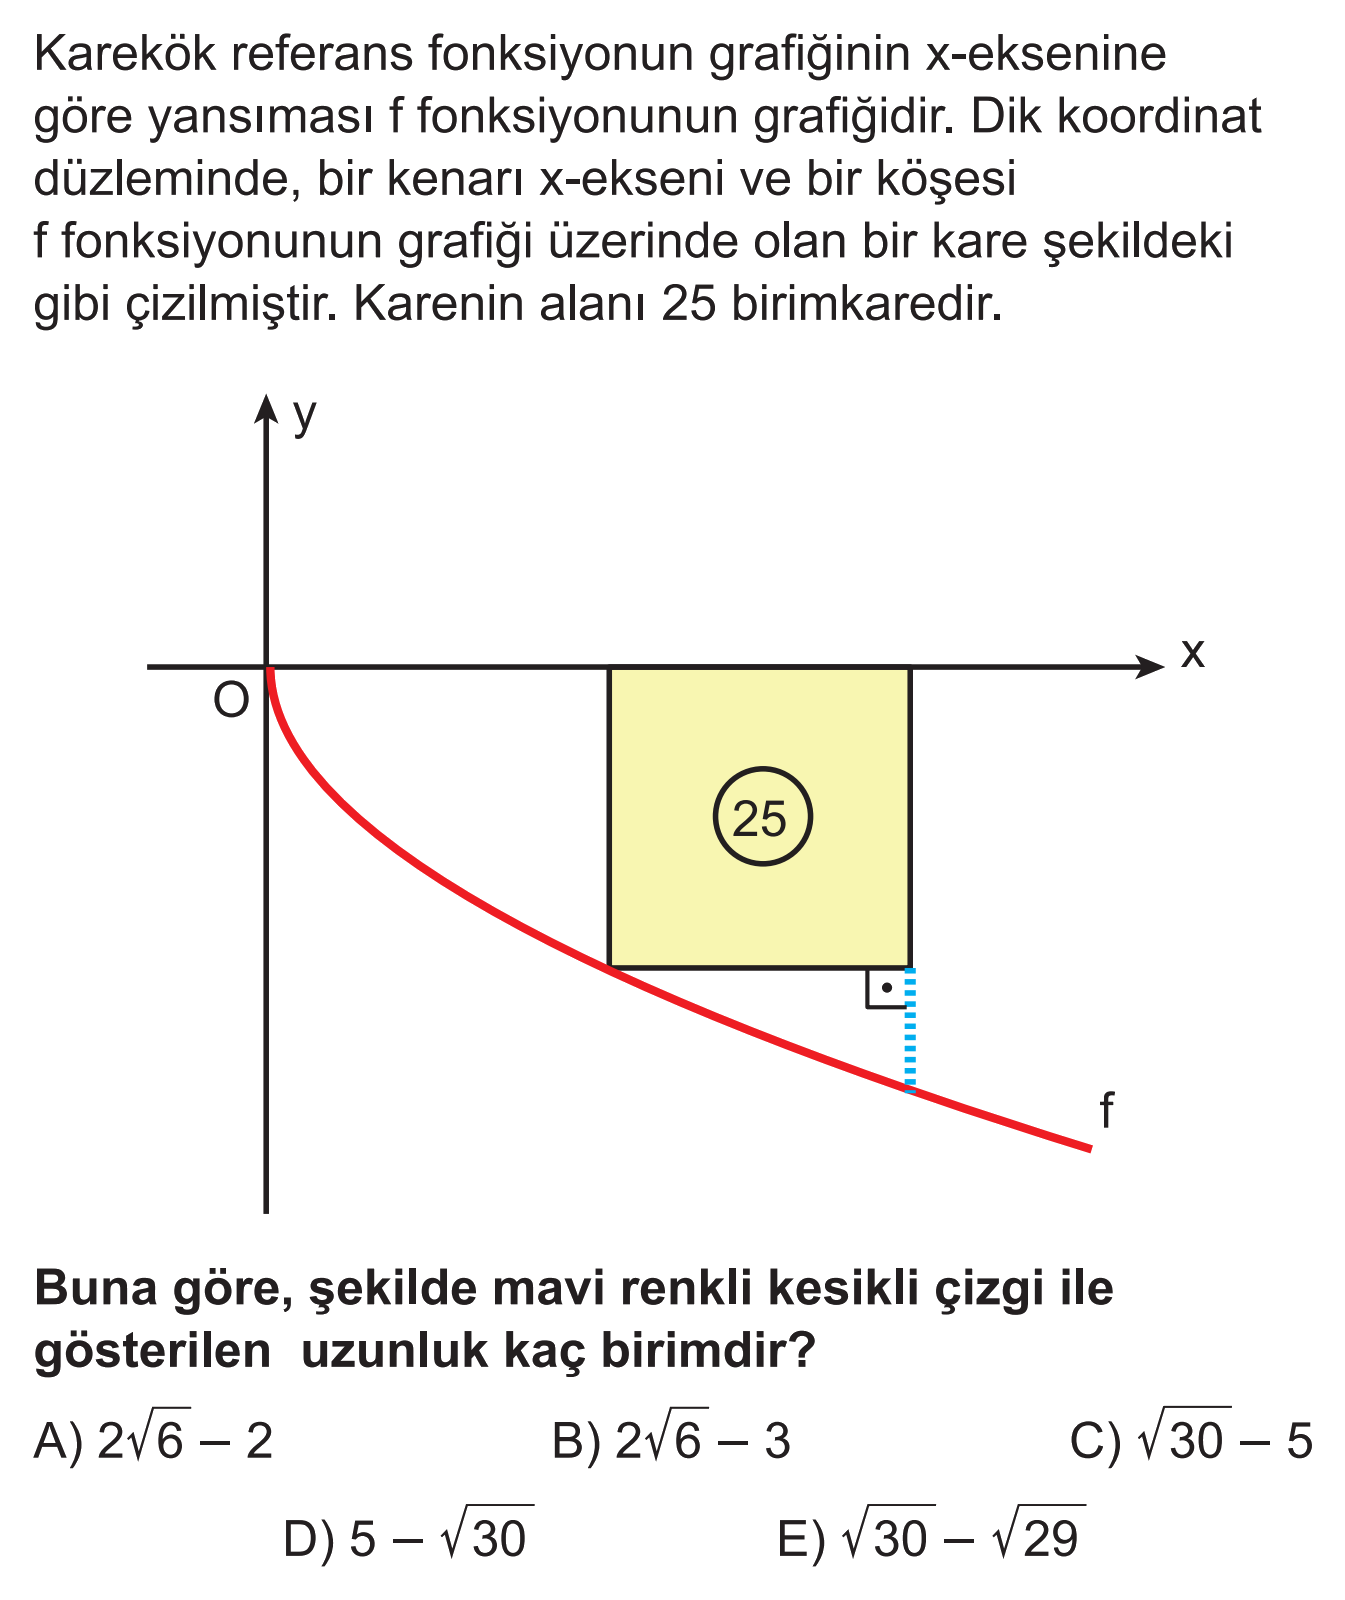 Karekök referans fonksiyonun grafiğinin x-eksenine
göre yansıması f fonksiyonunun grafiğidir. Dik koordinat
düzleminde, bir kenarı x-ekseni ve bir köşesi
f fonksiyonunun grafiği üzerinde olan bir kare şekildeki
gibi çizilmiştir. Karenin alanı 25 birimkaredir.
y
x
O
25
f
Buna göre, şekilde mavi renkli kesikli çizgi ile
gösterilen uzunluk kaç birimdir?
A) 2√6 – 2 B) 2√6 – 3 C) √30 – 5
D) 5 – √30 E) √30 – √29